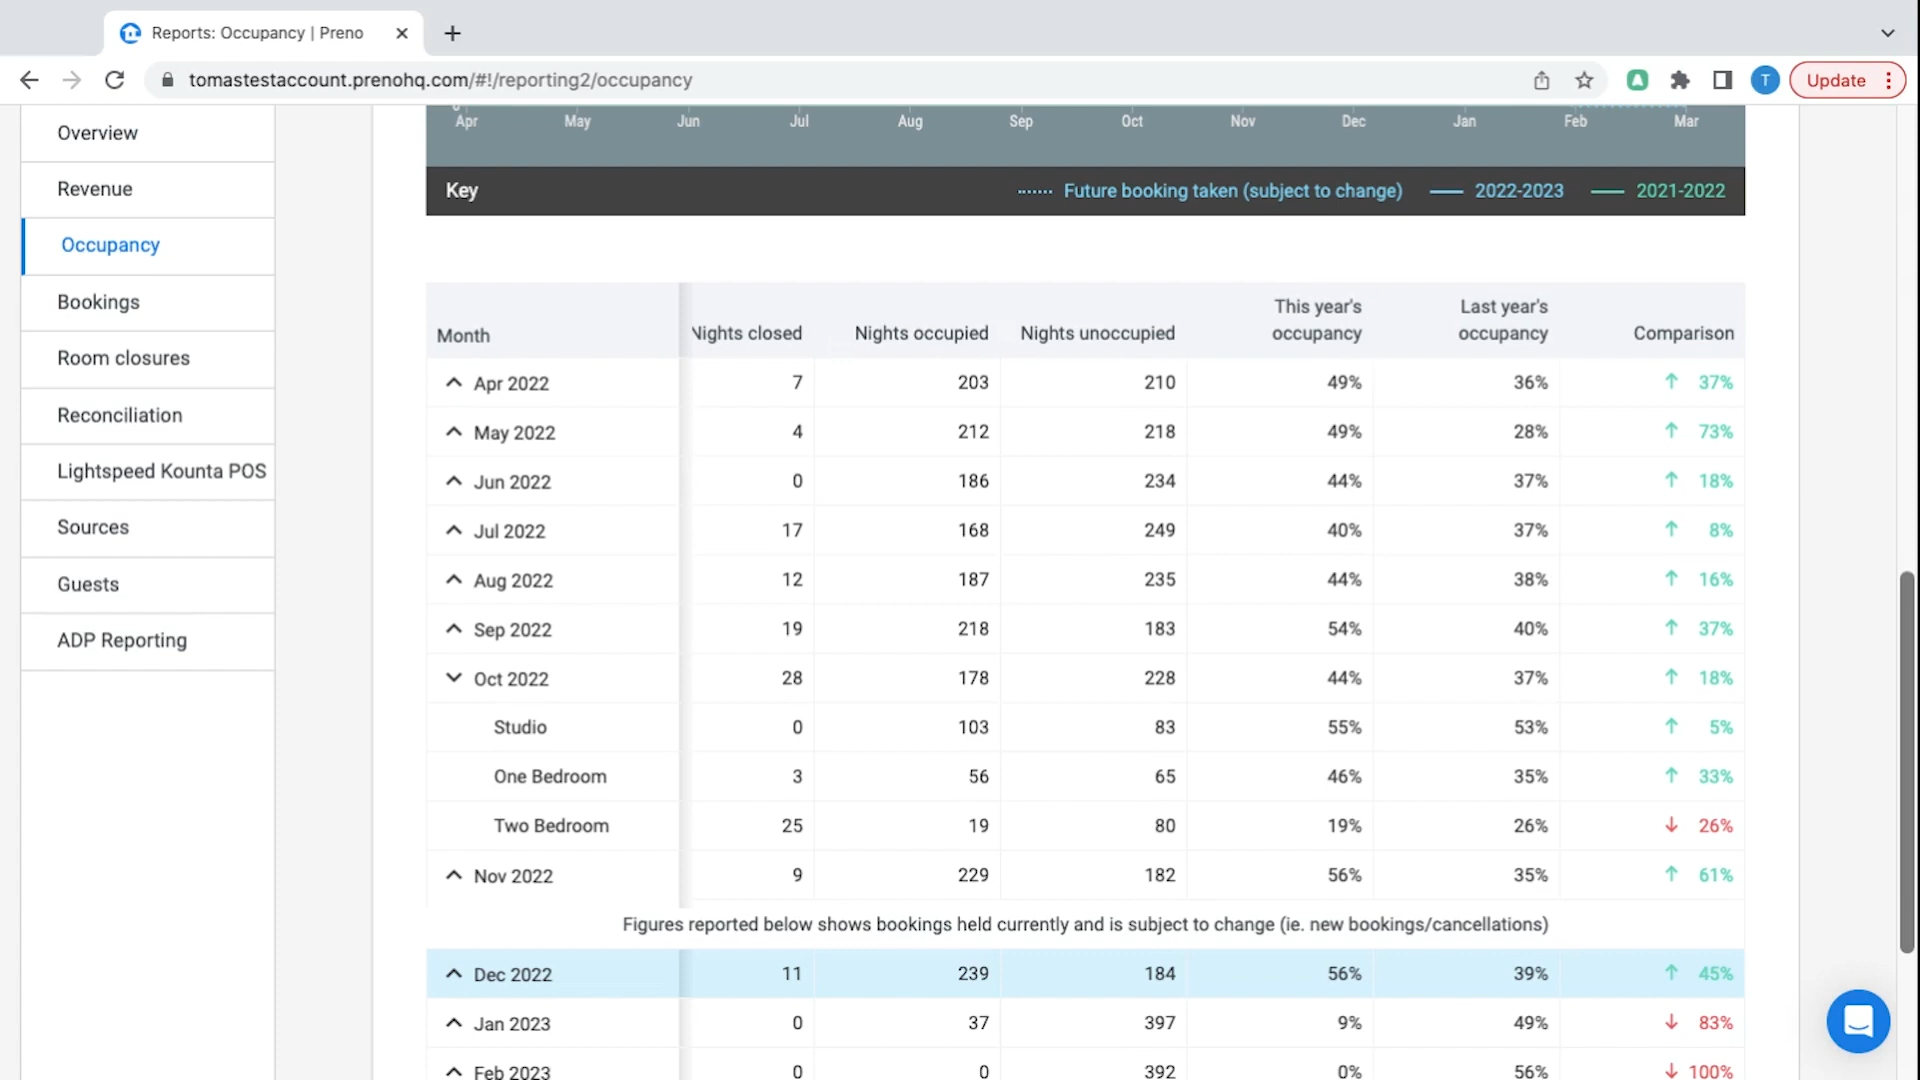 Reports: Occupancy | Preno
tomastestaccount.prenohq.com/#!/reporting2/occupancy
T
Update
Overview
Revenue
Occupancy
Bookings
Room closures
Reconciliation
Lightspeed Kounta POS
Sources
Guests
ADP Reporting
Apr May Jun Jul Aug Sep Oct Nov Dec Jan Feb Mar
Key Future booking taken (subject to change) 2022-2023 2021-2022
Month Nights closed Nights occupied Nights unoccupied This year's occupancy Last year's occupancy Comparison
Apr 2022 7 203 210 49% 36% ↑ 37%
May 2022 4 212 218 49% 28% ↑ 73%
Jun 2022 0 186 234 44% 37% ↑ 18%
Jul 2022 17 168 249 40% 37% ↑ 8%
Aug 2022 12 187 235 44% 38% ↑ 16%
Sep 2022 19 218 183 54% 40% ↑ 37%
Oct 2022 28 178 228 44% 37% ↑ 18%
Studio 0 103 83 55% 53% ↑ 5%
One Bedroom 3 56 65 46% 35% ↑ 33%
Two Bedroom 25 19 80 19% 26% ↓ 26%
Nov 2022 9 229 182 56% 35% ↑ 61%
Figures reported below shows bookings held currently and is subject to change (ie. new bookings/cancellations)
Dec 2022 11 239 184 56% 39% ↑ 45%
Jan 2023 0 37 397 9% 49% ↓ 83%
Feb 2023 0 0 392 0% 56% ↓ 100%